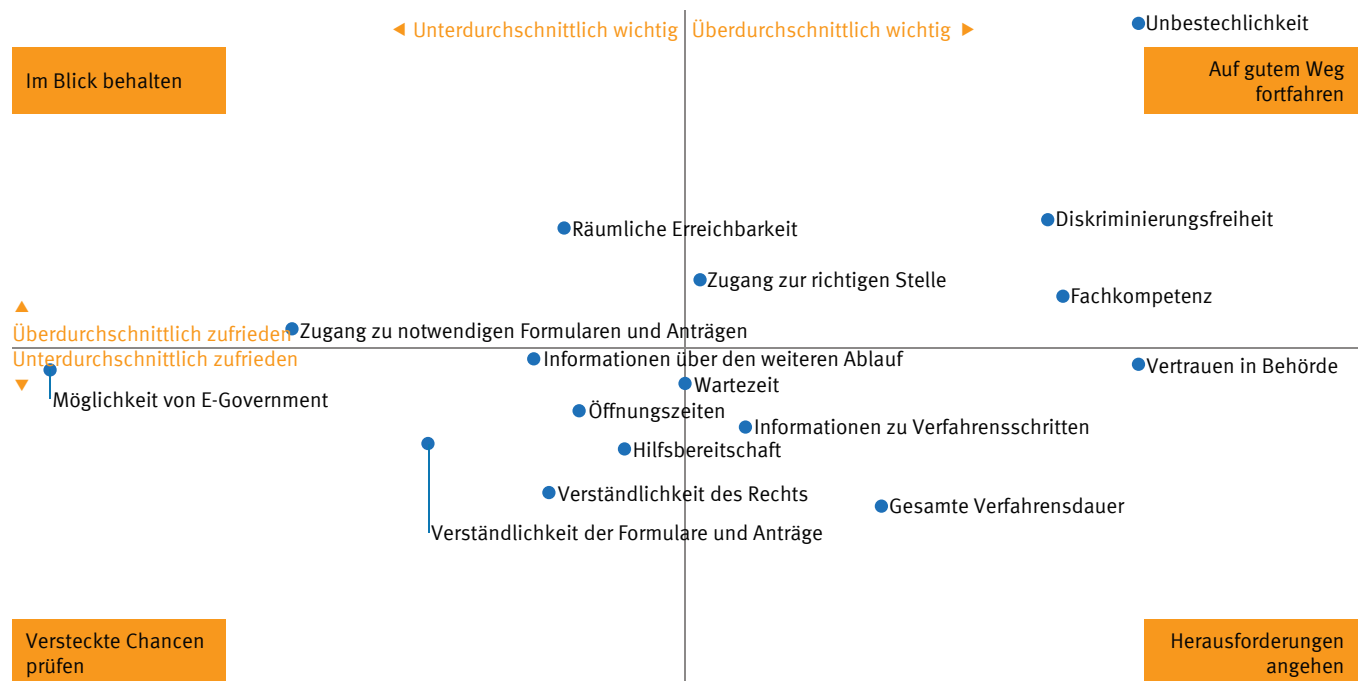 ◄ Unterdurchschnittlich wichtig
Überdurchschnittlich wichtig ►
Unbestechlichkeit
Im Blick behalten
Auf gutem Weg
fortfahren
Räumliche Erreichbarkeit
Diskriminierungsfreiheit
Zugang zur richtigen Stelle
Fachkompetenz
▲
Überdurchschnittlich zufrieden
Zugang zu notwendigen Formularen und Anträgen
Unterdurchschnittlich zufrieden
▼
Informationen über den weiteren Ablauf
Vertrauen in Behörde
Wartezeit
Möglichkeit von E-Government
Öffnungszeiten
Informationen zu Verfahrensschritten
Hilfsbereitschaft
Verständlichkeit des Rechts
Gesamte Verfahrensdauer
Verständlichkeit der Formulare und Anträge
Versteckte Chancen
prüfen
Herausforderungen
angehen